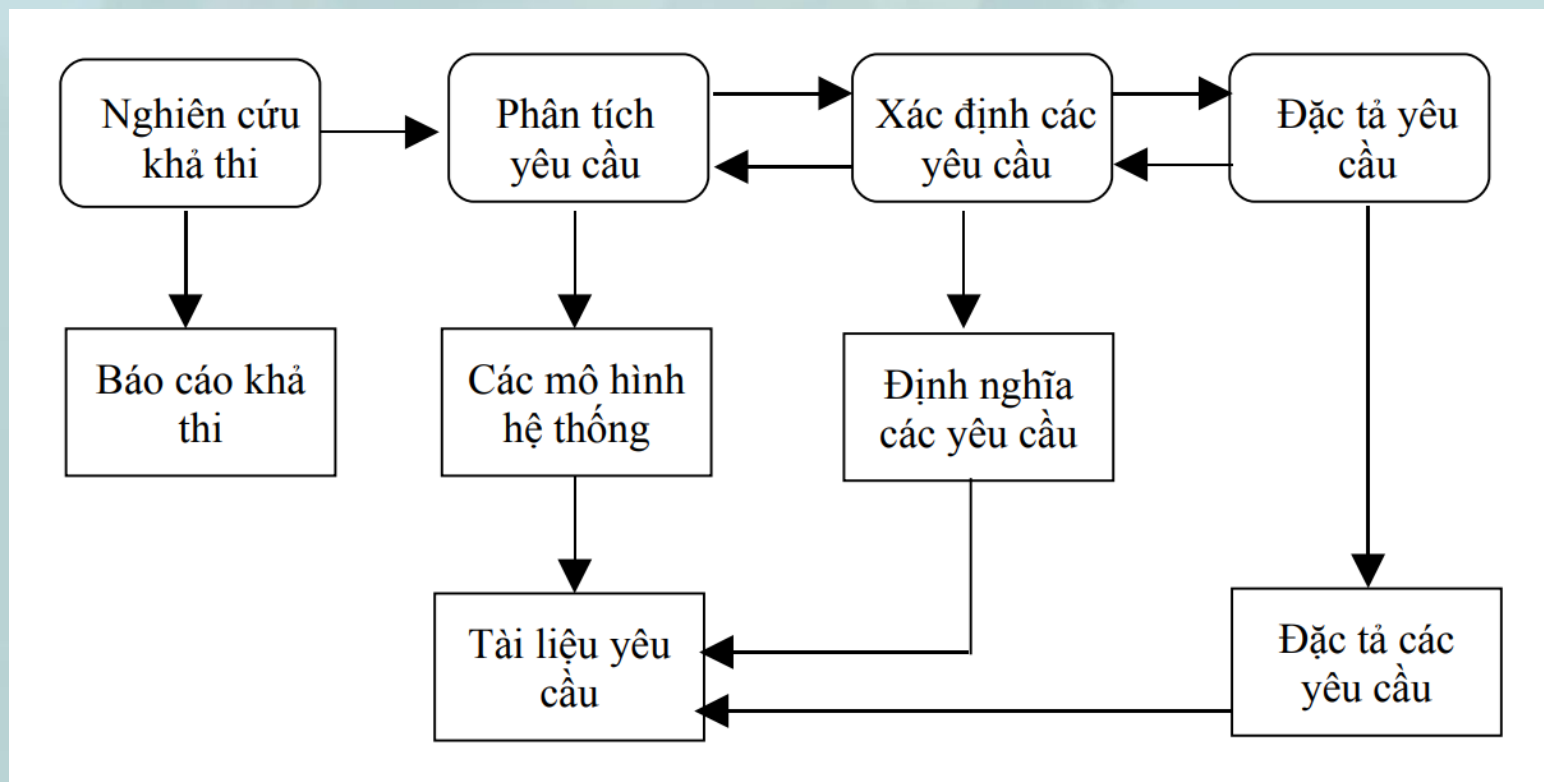 Nghiên cứu
khả thi
Phân tích
yêu cầu
Xác định các
yêu cầu
Đặc tả yêu
cầu
Báo cáo khả
thi
Các mô hình
hệ thống
Định nghĩa
các yêu cầu
Tài liệu yêu
cầu
Đặc tả các
yêu cầu